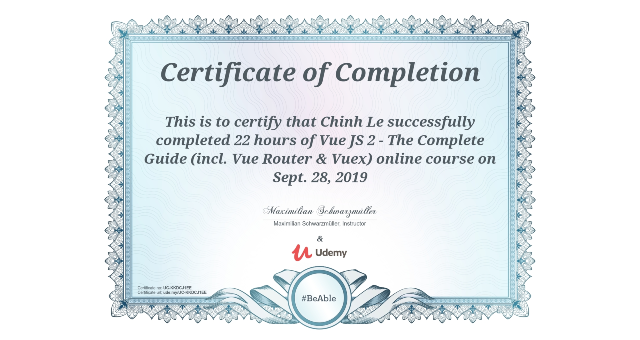 Certificate of Completion
This is to certify that Chinh Le successfully
completed 22 hours of Vue JS 2 - The Complete
Guide (incl. Vue Router & Vuex) online course on
Sept. 28, 2019
Maximilian Schwarzmüller
Maximilian Schwarzmüller, Instructor
&
Udemy
#BeAble
Certificate no:
Certificate url: